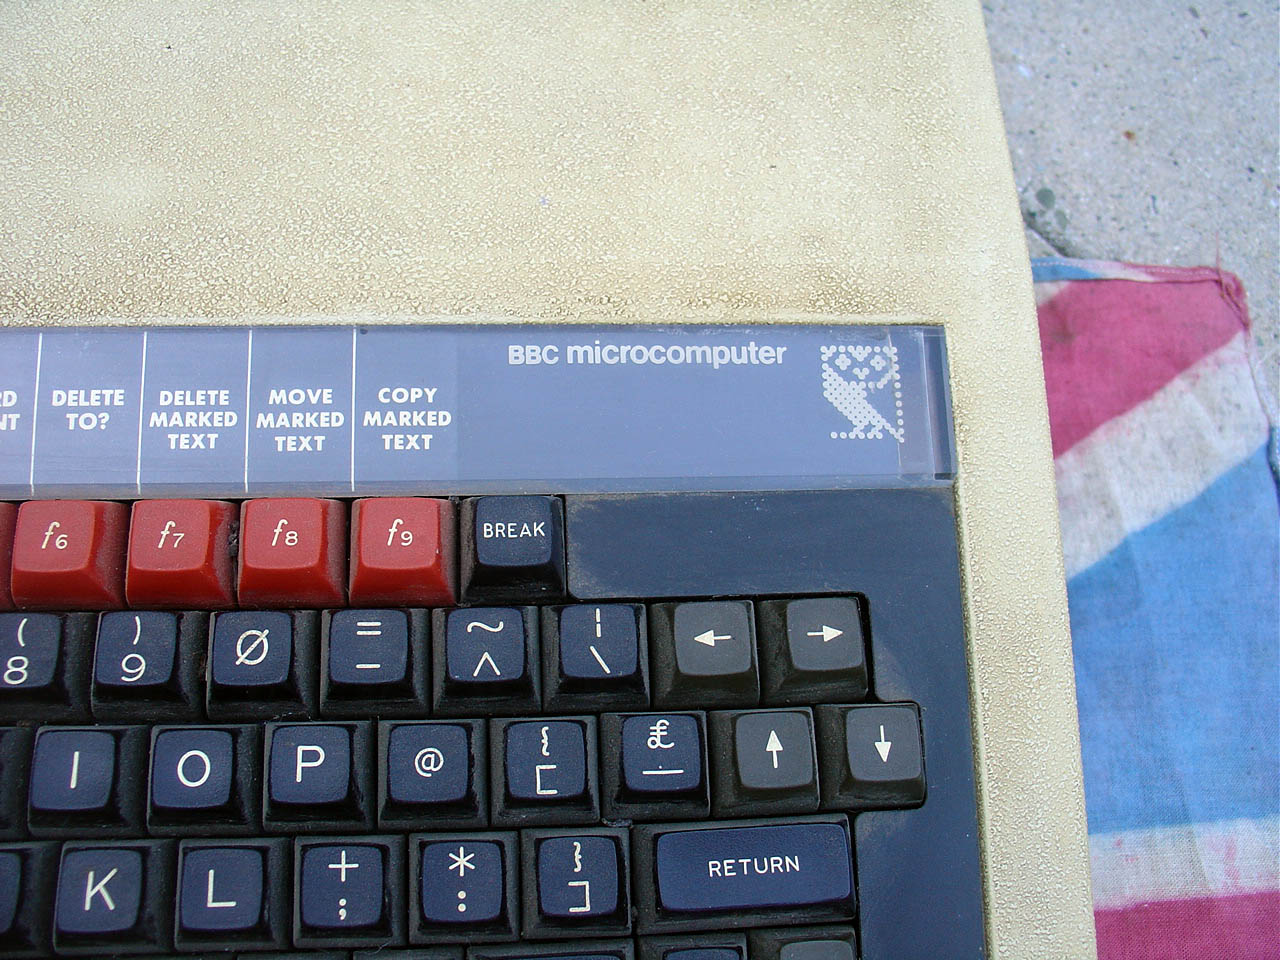 BBC microcomputer
DELETE
TO?
DELETE
MARKED
TEXT
MOVE
MARKED
TEXT
COPY
MARKED
TEXT
f6 f7 f8 f9 BREAK
( ) = ~ |
8 9 Ø - ^ \ ← →
{ £
I O P @ [ _ ↑ ↓
+ * }
K L ; : ] RETURN